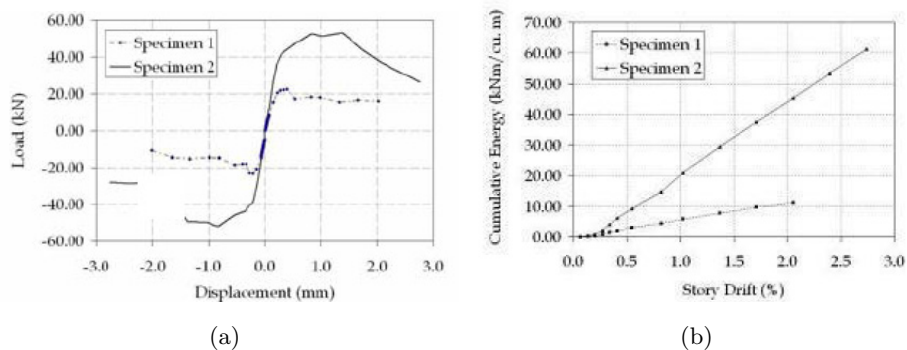 60.00
40.00
20.00
0.00
-20.00
-40.00
-60.00
Load (kN)
Specimen 1
Specimen 2
-3.0 -2.0 -1.0 0.0 1.0 2.0 3.0
Displacement (mm)
(a)
70.00
60.00
50.00
40.00
30.00
20.00
10.00
0.00
Cumulative Energy (kNm/cu. m)
Specimen 1
Specimen 2
0.0 0.5 1.0 1.5 2.0 2.5 3.0
Story Drift (%)
(b)